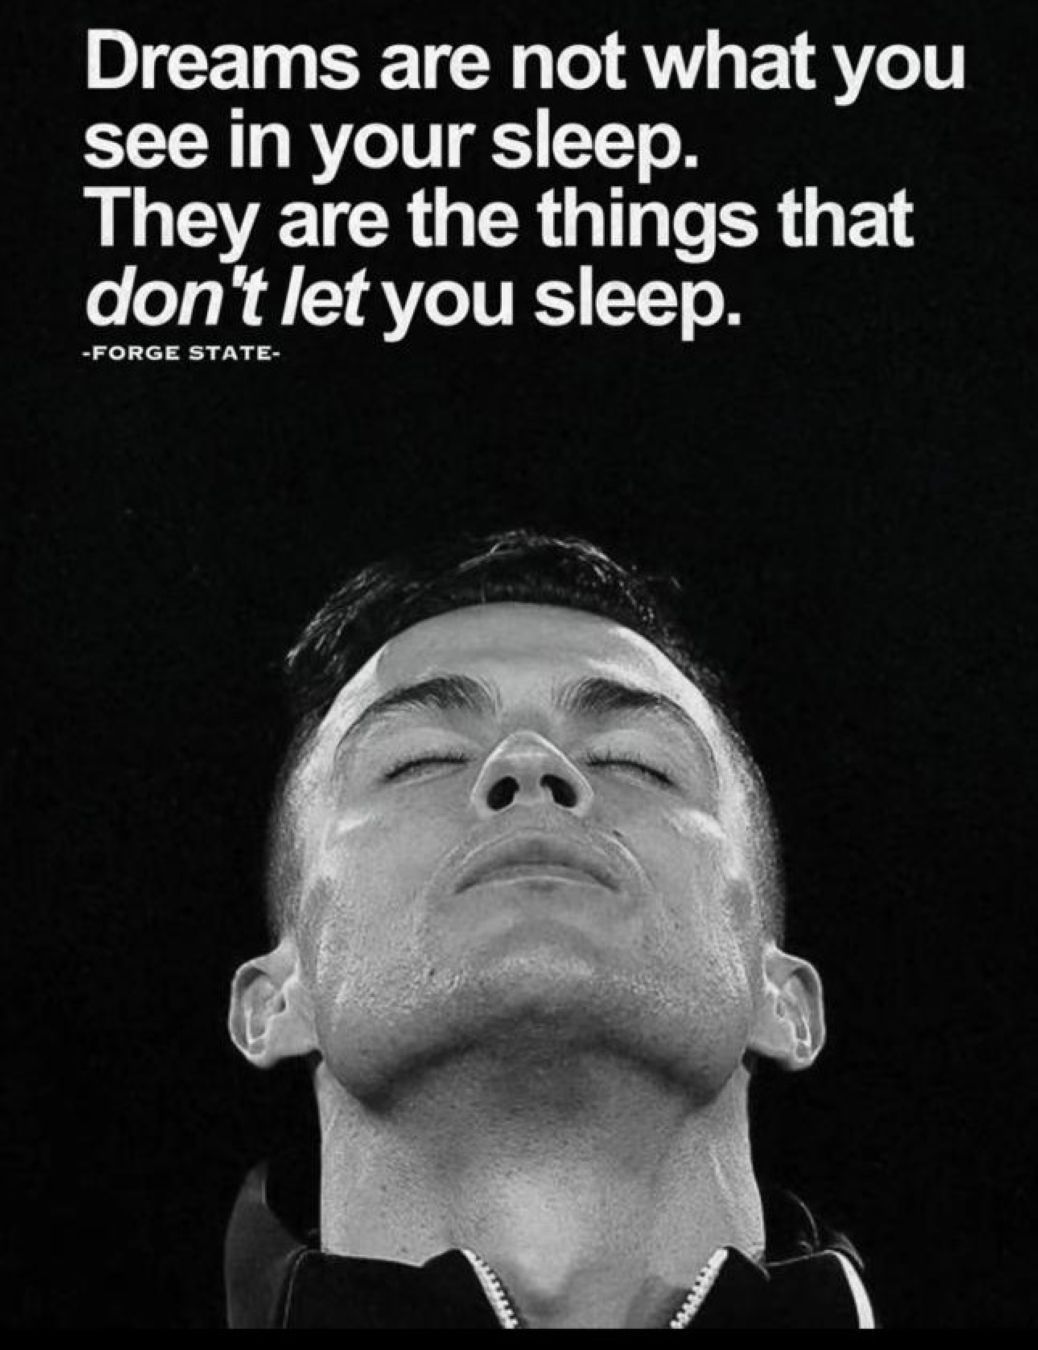 Dreams are not what you
see in your sleep.
They are the things that
don't let you sleep.
-FORGE STATE-